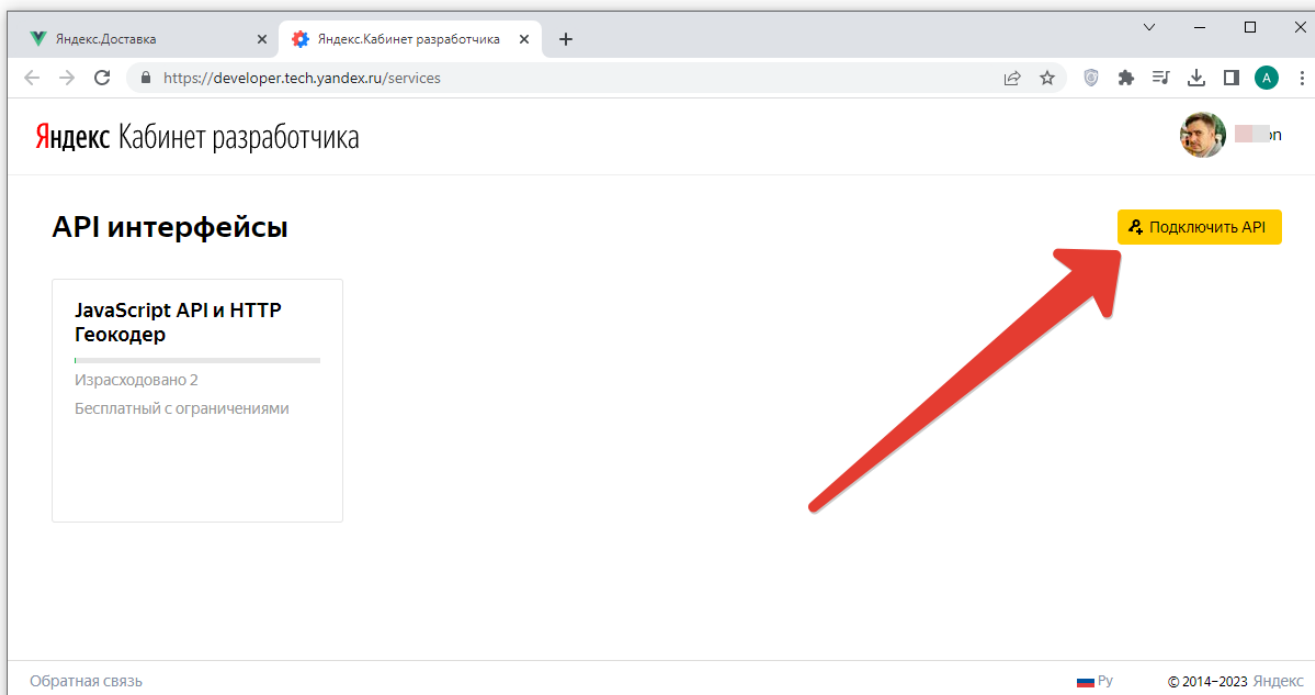 Яндекс.Доставка
Яндекс.Кабинет разработчика
https://developer.tech.yandex.ru/services
A
Яндекс Кабинет разработчика
on
API интерфейсы
Подключить API
JavaScript API и HTTP
Геокодер
Израсходовано 2
Бесплатный с ограничениями
Обратная связь
Ру
© 2014–2023 Яндекс